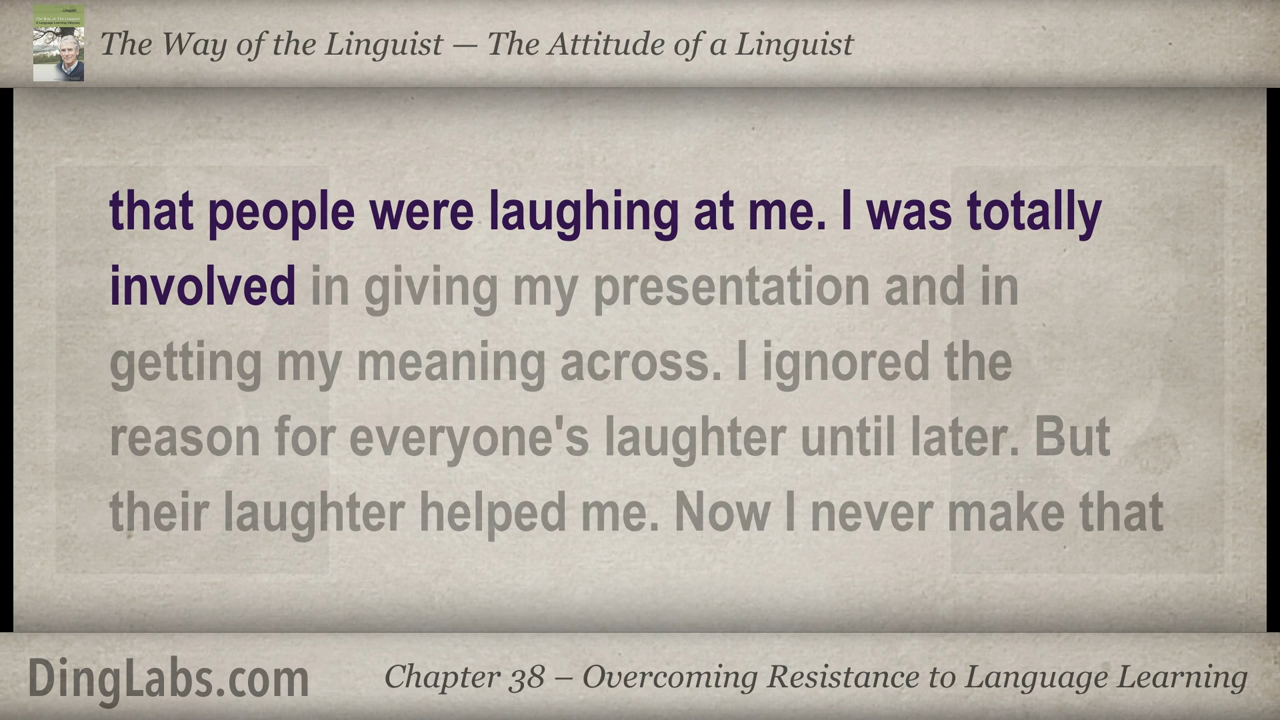 The Way of the Linguist — The Attitude of a Linguist
that people were laughing at me. I was totally
involved in giving my presentation and in
getting my meaning across. I ignored the
reason for everyone's laughter until later. But
their laughter helped me. Now I never make that
DingLabs.com
Chapter 38 – Overcoming Resistance to Language Learning